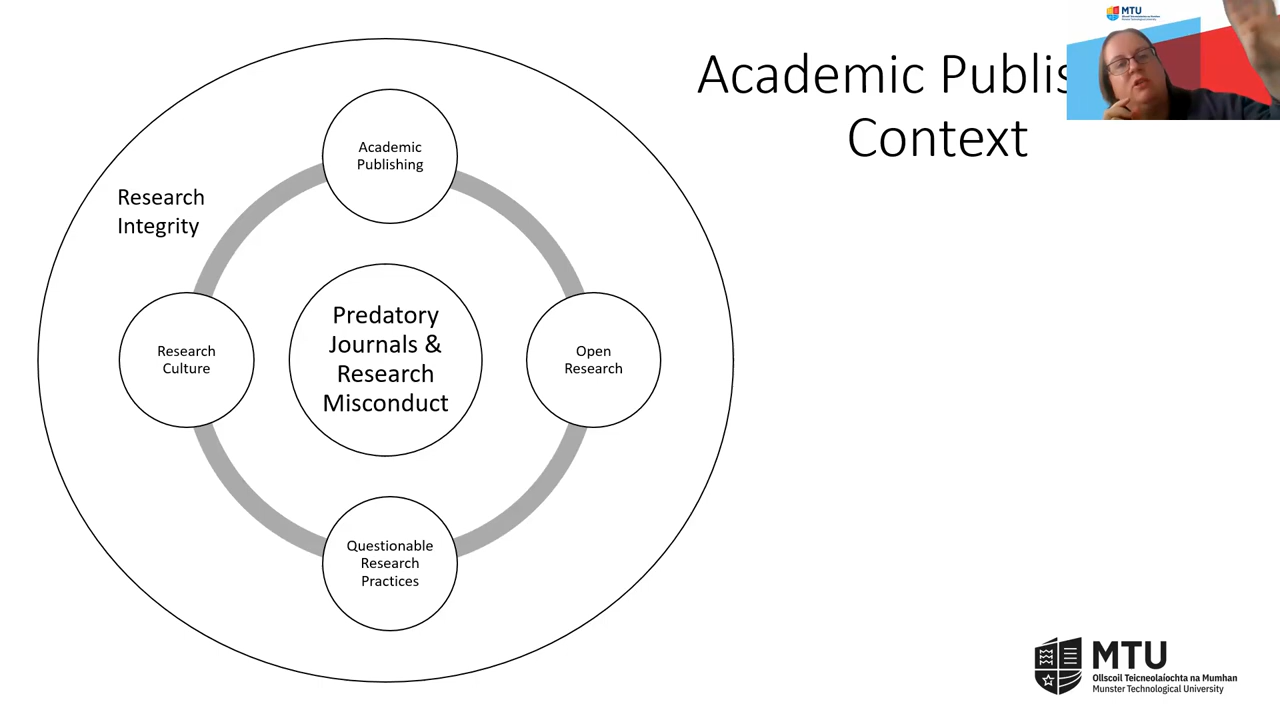 Academic Publis
Context
Academic
Publishing
Research
Integrity
Predatory
Journals &
Research
Misconduct
Research
Culture
Open
Research
Questionable
Research
Practices
MTU
MTU
Ollscoil Teicneolaíochta na Mumhan
Munster Technological University